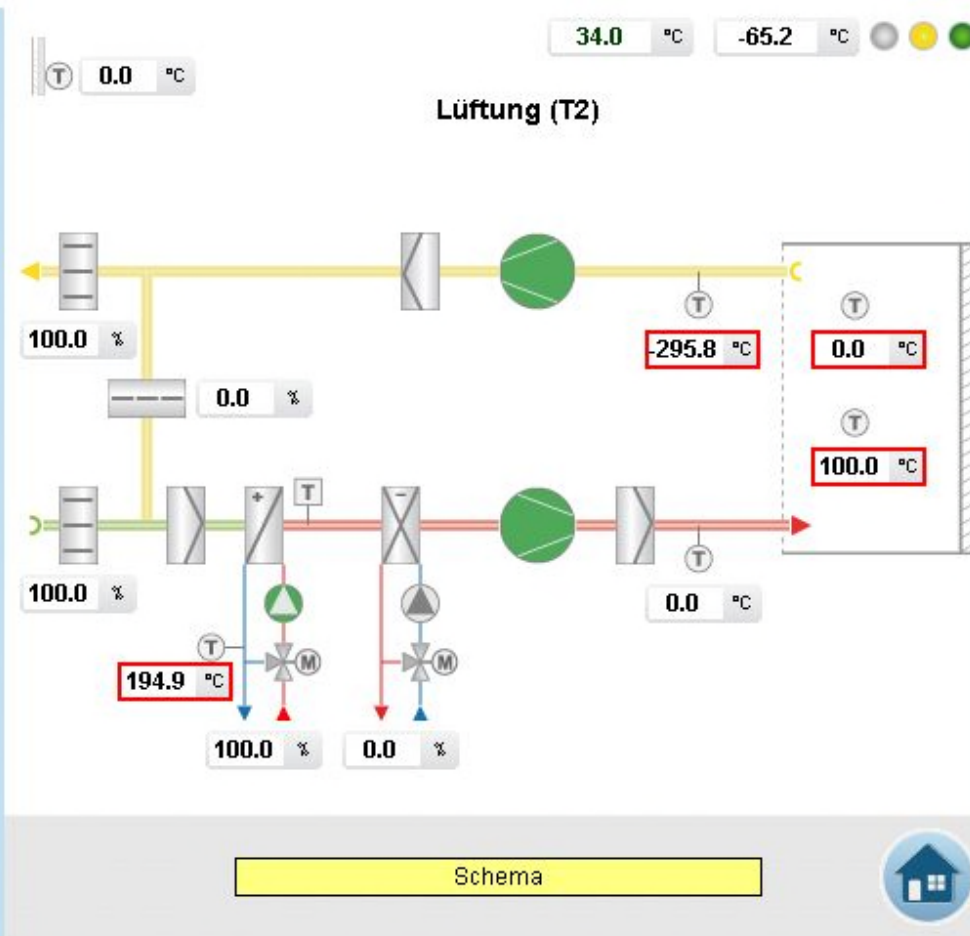 34.0 °C -65.2 °C
T 0.0 °C
Lüftung (T2)
T T
100.0 % -295.8 °C 0.0 °C
0.0 %
T
100.0 °C
+ T -
T
100.0 % 0.0 °C
T M M
194.9 °C
100.0 % 0.0 %
Schema